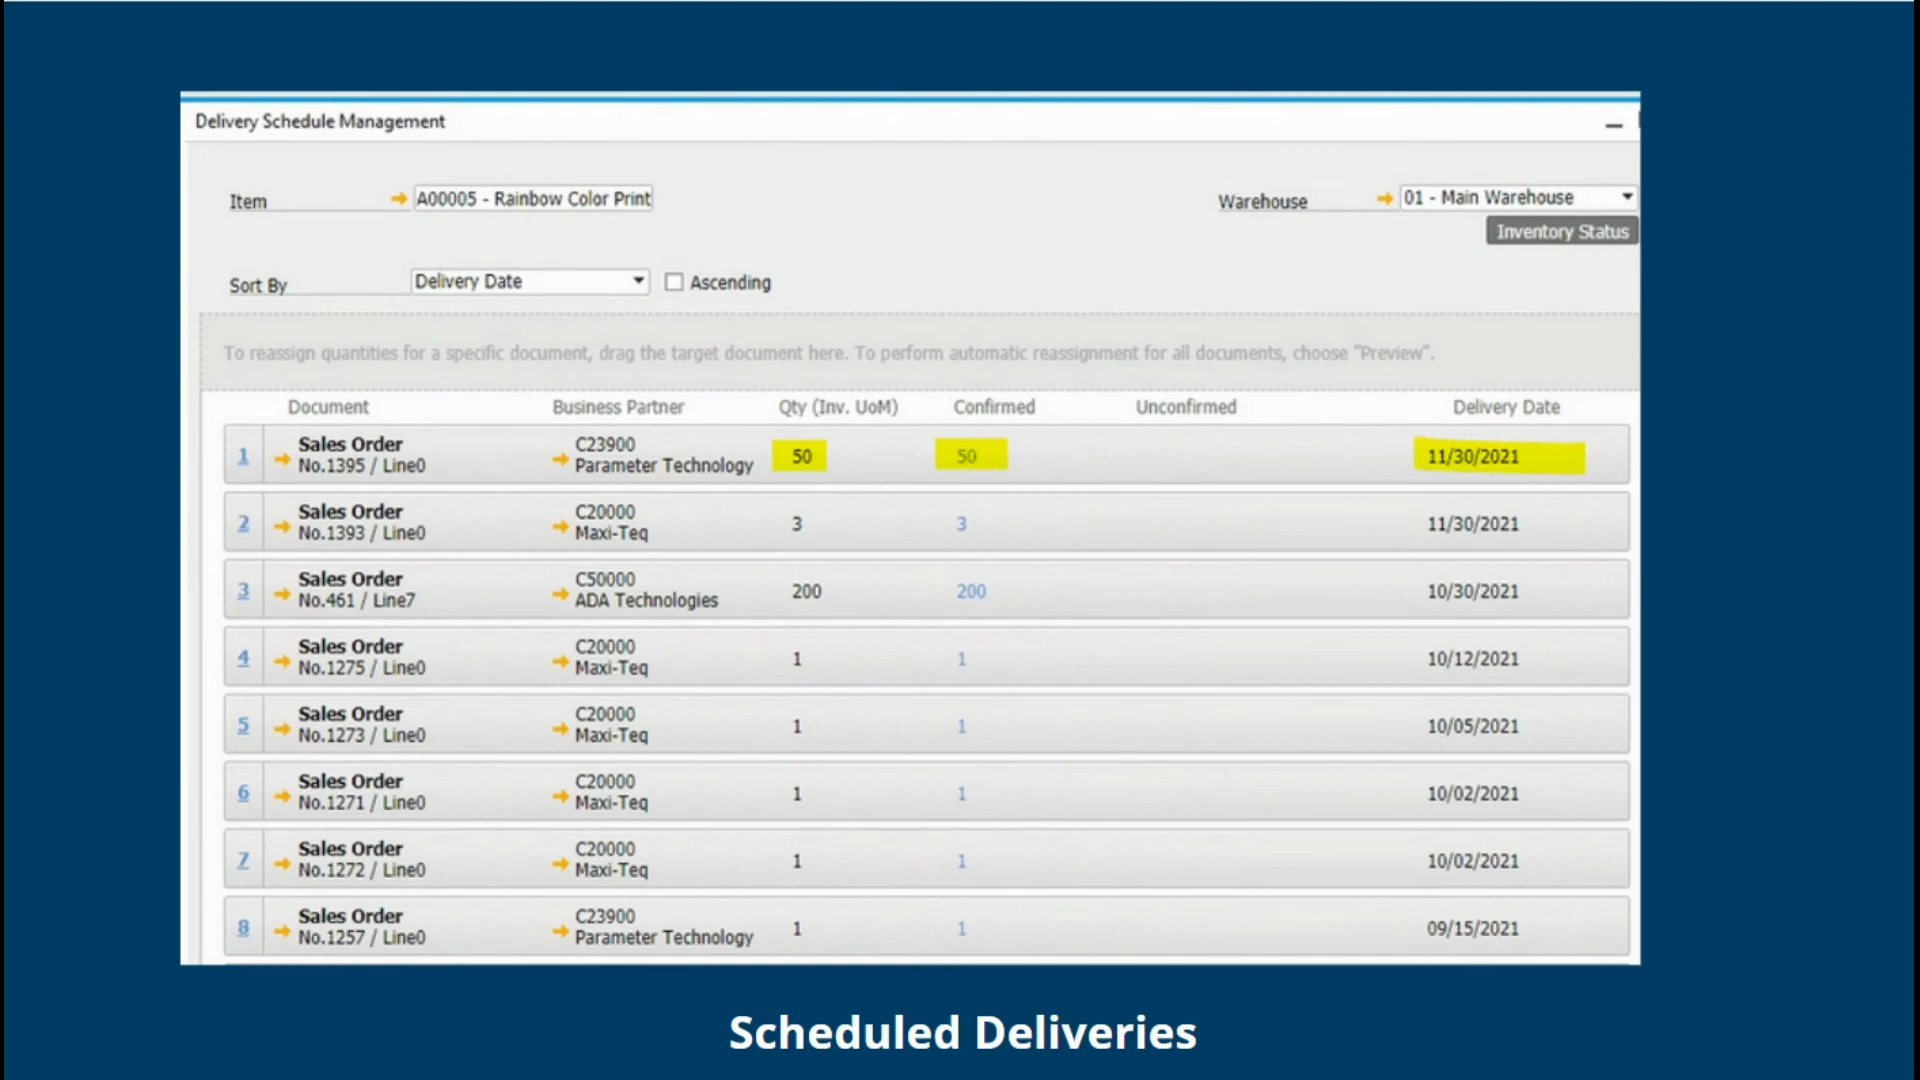 Delivery Schedule Management
Item A00005 - Rainbow Color Print Warehouse 01 - Main Warehouse
Inventory Status
Sort By Delivery Date Ascending
To reassign quantities for a specific document, drag the target document here. To perform automatic reassignment for all documents, choose "Preview".
Document Business Partner Qty (Inv. UoM) Confirmed Unconfirmed Delivery Date
1 Sales Order C23900 50 50 11/30/2021
No.1395 / Line0 Parameter Technology
2 Sales Order C20000 3 3 11/30/2021
No.1393 / Line0 Maxi-Teq
3 Sales Order C50000 200 200 10/30/2021
No.461 / Line7 ADA Technologies
4 Sales Order C20000 1 1 10/12/2021
No.1275 / Line0 Maxi-Teq
5 Sales Order C20000 1 1 10/05/2021
No.1273 / Line0 Maxi-Teq
6 Sales Order C20000 1 1 10/02/2021
No.1271 / Line0 Maxi-Teq
7 Sales Order C20000 1 1 10/02/2021
No.1272 / Line0 Maxi-Teq
8 Sales Order C23900 1 1 09/15/2021
No.1257 / Line0 Parameter Technology
Scheduled Deliveries